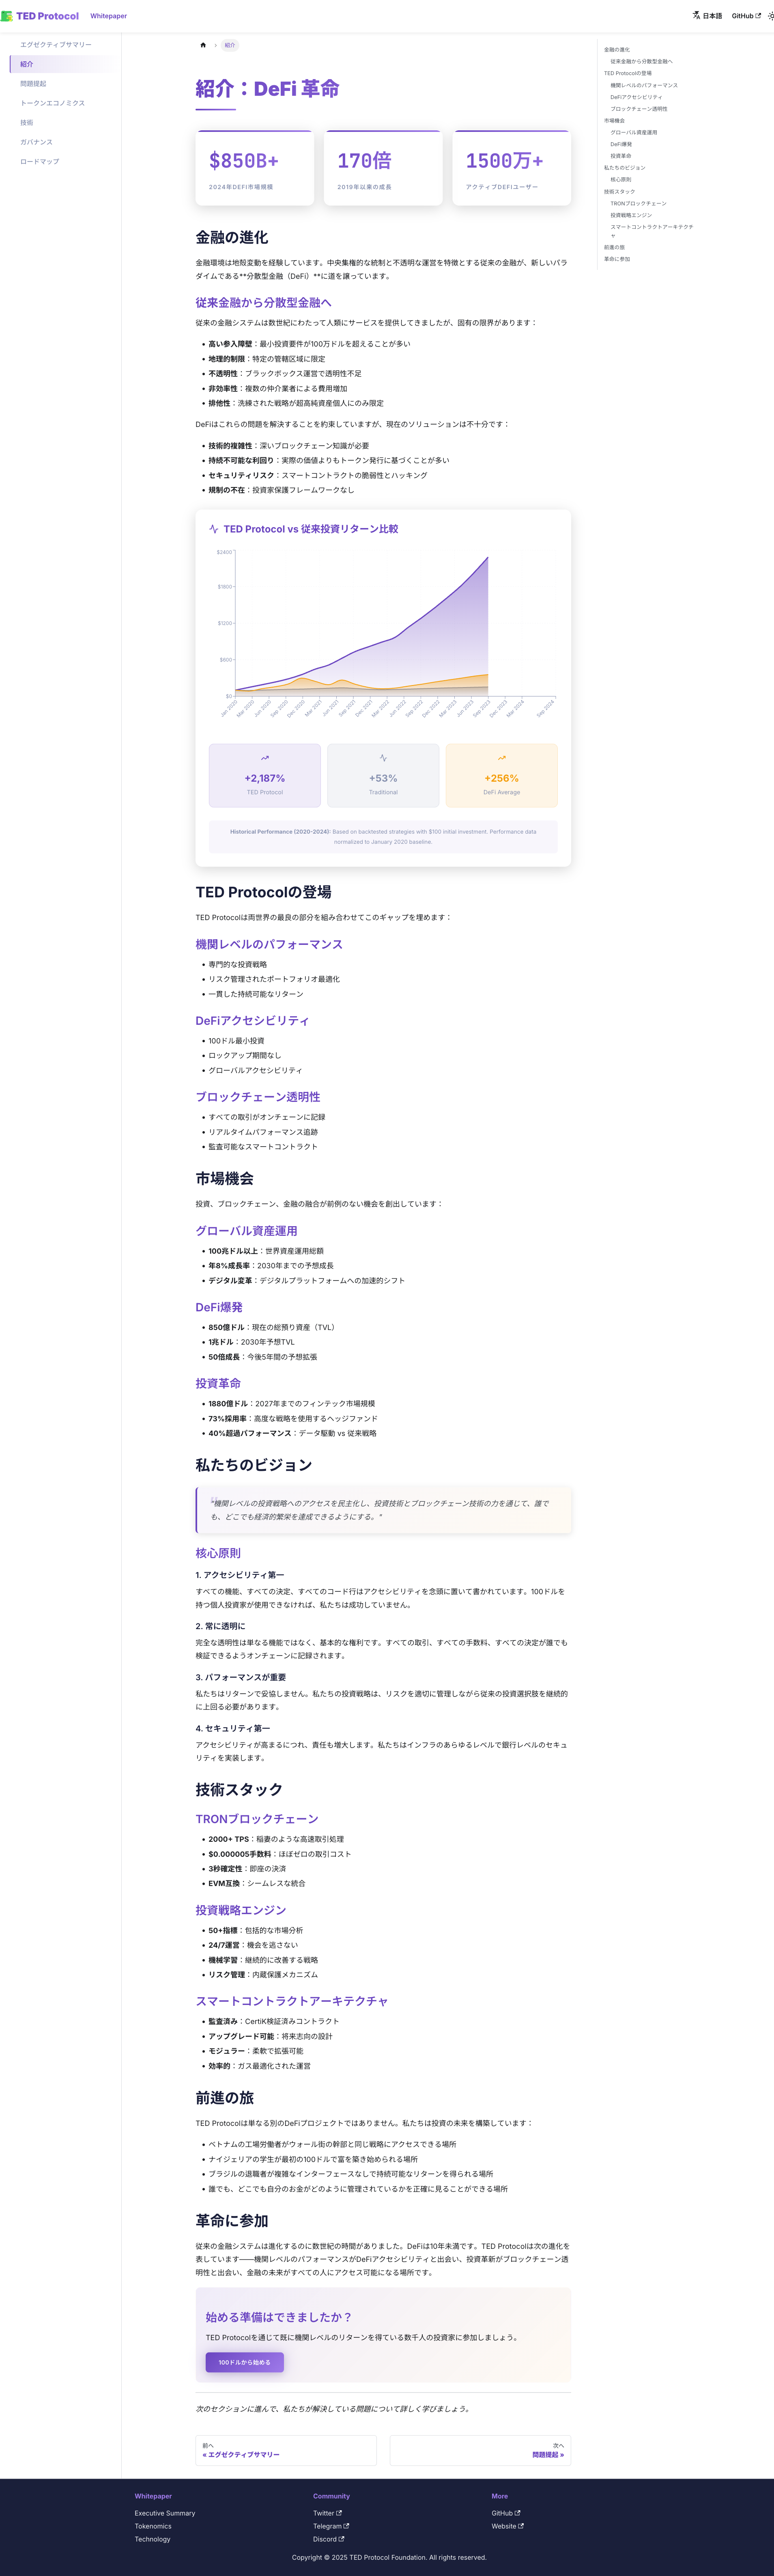 TED Protocol
Whitepaper
日本語
GitHub
エグゼクティブサマリー
紹介
問題提起
トークンエコノミクス
技術
ガバナンス
ロードマップ
紹介
紹介：DeFi 革命
$850B+
2024年DEFI市場規模
170倍
2019年以来の成長
1500万+
アクティブDEFIユーザー
金融の進化
金融環境は地殻変動を経験しています。中央集権的な統制と不透明な運営を特徴とする従来の金融が、新しいパラ
ダイムである**分散型金融（DeFi）**に道を譲っています。
従来金融から分散型金融へ
従来の金融システムは数世紀にわたって人類にサービスを提供してきましたが、固有の限界があります：
高い参入障壁：最小投資要件が100万ドルを超えることが多い
地理的制限：特定の管轄区域に限定
不透明性：ブラックボックス運営で透明性不足
非効率性：複数の仲介業者による費用増加
排他性：洗練された戦略が超高純資産個人にのみ限定
DeFiはこれらの問題を解決することを約束していますが、現在のソリューションは不十分です：
技術的複雑性：深いブロックチェーン知識が必要
持続不可能な利回り：実際の価値よりもトークン発行に基づくことが多い
セキュリティリスク：スマートコントラクトの脆弱性とハッキング
規制の不在：投資家保護フレームワークなし
TED Protocol vs 従来投資リターン比較
$2400
$1800
$1200
$600
$0
Jan 2020
Mar 2020
Jun 2020
Sep 2020
Dec 2020
Mar 2021
Jun 2021
Sep 2021
Dec 2021
Mar 2022
Jun 2022
Sep 2022
Dec 2022
Mar 2023
Jun 2023
Sep 2023
Dec 2023
Mar 2024
Sep 2024
+2,187%
TED Protocol
+53%
Traditional
+256%
DeFi Average
Historical Performance (2020-2024): Based on backtested strategies with $100 initial investment. Performance data
normalized to January 2020 baseline.
TED Protocolの登場
TED Protocolは両世界の最良の部分を組み合わせてこのギャップを埋めます：
機関レベルのパフォーマンス
専門的な投資戦略
リスク管理されたポートフォリオ最適化
一貫した持続可能なリターン
DeFiアクセシビリティ
100ドル最小投資
ロックアップ期間なし
グローバルアクセシビリティ
ブロックチェーン透明性
すべての取引がオンチェーンに記録
リアルタイムパフォーマンス追跡
監査可能なスマートコントラクト
市場機会
投資、ブロックチェーン、金融の融合が前例のない機会を創出しています：
グローバル資産運用
100兆ドル以上：世界資産運用総額
年8%成長率：2030年までの予想成長
デジタル変革：デジタルプラットフォームへの加速的シフト
DeFi爆発
850億ドル：現在の総預り資産（TVL）
1兆ドル：2030年予想TVL
50倍成長：今後5年間の予想拡張
投資革命
1880億ドル：2027年までのフィンテック市場規模
73%採用率：高度な戦略を使用するヘッジファンド
40%超過パフォーマンス：データ駆動 vs 従来戦略
私たちのビジョン
"機関レベルの投資戦略へのアクセスを民主化し、投資技術とブロックチェーン技術の力を通じて、誰で
も、どこでも経済的繁栄を達成できるようにする。"
核心原則
1. アクセシビリティ第一
すべての機能、すべての決定、すべてのコード行はアクセシビリティを念頭に置いて書かれています。100ドルを
持つ個人投資家が使用できなければ、私たちは成功していません。
2. 常に透明に
完全な透明性は単なる機能ではなく、基本的な権利です。すべての取引、すべての手数料、すべての決定が誰でも
検証できるようオンチェーンに記録されます。
3. パフォーマンスが重要
私たちはリターンで妥協しません。私たちの投資戦略は、リスクを適切に管理しながら従来の投資選択肢を継続的
に上回る必要があります。
4. セキュリティ第一
アクセシビリティが高まるにつれ、責任も増大します。私たちはインフラのあらゆるレベルで銀行レベルのセキュ
リティを実装します。
技術スタック
TRONブロックチェーン
2000+ TPS：稲妻のような高速取引処理
$0.000005手数料：ほぼゼロの取引コスト
3秒確定性：即座の決済
EVM互換：シームレスな統合
投資戦略エンジン
50+指標：包括的な市場分析
24/7運営：機会を逃さない
機械学習：継続的に改善する戦略
リスク管理：内蔵保護メカニズム
スマートコントラクトアーキテクチャ
監査済み：CertiK検証済みコントラクト
アップグレード可能：将来志向の設計
モジュラー：柔軟で拡張可能
効率的：ガス最適化された運営
前進の旅
TED Protocolは単なる別のDeFiプロジェクトではありません。私たちは投資の未来を構築しています：
ベトナムの工場労働者がウォール街の幹部と同じ戦略にアクセスできる場所
ナイジェリアの学生が最初の100ドルで富を築き始められる場所
ブラジルの退職者が複雑なインターフェースなしで持続可能なリターンを得られる場所
誰でも、どこでも自分のお金がどのように管理されているかを正確に見ることができる場所
革命に参加
従来の金融システムは進化するのに数世紀の時間がありました。DeFiは10年未満です。TED Protocolは次の進化を
表しています——機関レベルのパフォーマンスがDeFiアクセシビリティと出会い、投資革新がブロックチェーン透
明性と出会い、金融の未来がすべての人にアクセス可能になる場所です。
始める準備はできましたか？
TED Protocolを通じて既に機関レベルのリターンを得ている数千人の投資家に参加しましょう。
100ドルから始める
次のセクションに進んで、私たちが解決している問題について詳しく学びましょう。
前へ
« エグゼクティブサマリー
次へ
問題提起 »
金融の進化
従来金融から分散型金融へ
TED Protocolの登場
機関レベルのパフォーマンス
DeFiアクセシビリティ
ブロックチェーン透明性
市場機会
グローバル資産運用
DeFi爆発
投資革命
私たちのビジョン
核心原則
技術スタック
TRONブロックチェーン
投資戦略エンジン
スマートコントラクトアーキテクチ
ャ
前進の旅
革命に参加
Whitepaper
Executive Summary
Tokenomics
Technology
Community
Twitter
Telegram
Discord
More
GitHub
Website
Copyright © 2025 TED Protocol Foundation. All rights reserved.